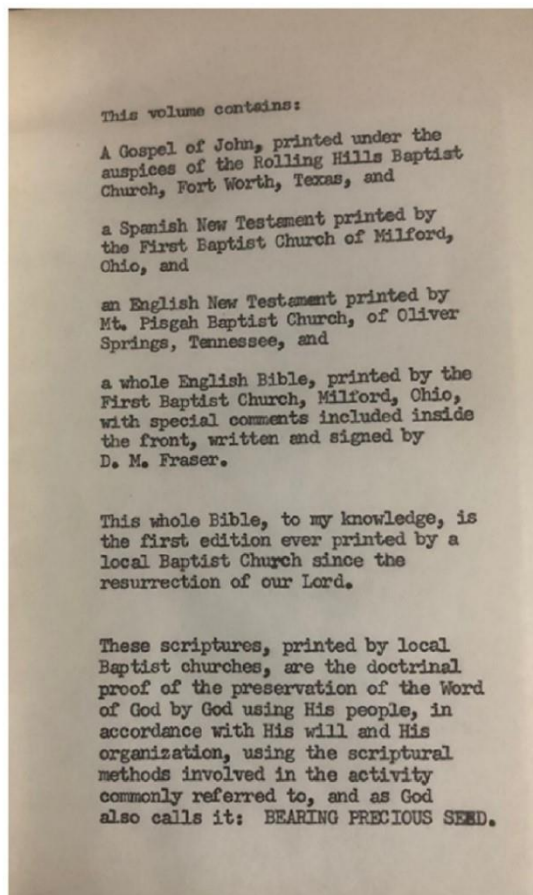 This volume contains:
A Gospel of John, printed under the
auspices of the Rolling Hills Baptist
Church, Fort Worth, Texas, and
a Spanish New Testament printed by
the First Baptist Church of Milford,
Ohio, and
an English New Testament printed by
Mt. Pisgah Baptist Church, of Oliver
Springs, Tennessee, and
a whole English Bible, printed by the
First Baptist Church, Milford, Ohio,
with special comments included inside
the front, written and signed by
D. M. Fraser.
This whole Bible, to my knowledge, is
the first edition ever printed by a
local Baptist Church since the
resurrection of our Lord.
These scriptures, printed by local
Baptist churches, are the doctrinal
proof of the preservation of the Word
of God by God using His people, in
accordance with His will and His
organization, using the scriptural
methods involved in the activity
commonly referred to, and as God
also calls it: BEARING PRECIOUS SEED.